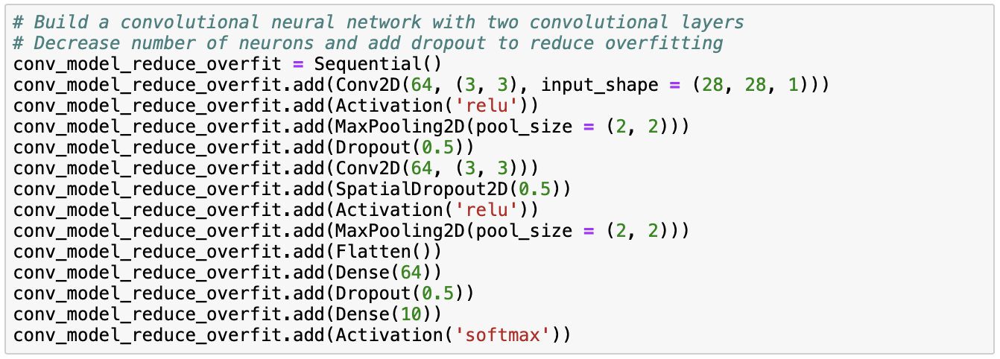 # Build a convolutional neural network with two convolutional layers
# Decrease number of neurons and add dropout to reduce overfitting
conv_model_reduce_overfit = Sequential()
conv_model_reduce_overfit.add(Conv2D(64, (3, 3), input_shape = (28, 28, 1)))
conv_model_reduce_overfit.add(Activation('relu'))
conv_model_reduce_overfit.add(MaxPooling2D(pool_size = (2, 2)))
conv_model_reduce_overfit.add(Dropout(0.5))
conv_model_reduce_overfit.add(Conv2D(64, (3, 3)))
conv_model_reduce_overfit.add(SpatialDropout2D(0.5))
conv_model_reduce_overfit.add(Activation('relu'))
conv_model_reduce_overfit.add(MaxPooling2D(pool_size = (2, 2)))
conv_model_reduce_overfit.add(Flatten())
conv_model_reduce_overfit.add(Dense(64))
conv_model_reduce_overfit.add(Dropout(0.5))
conv_model_reduce_overfit.add(Dense(10))
conv_model_reduce_overfit.add(Activation('softmax'))